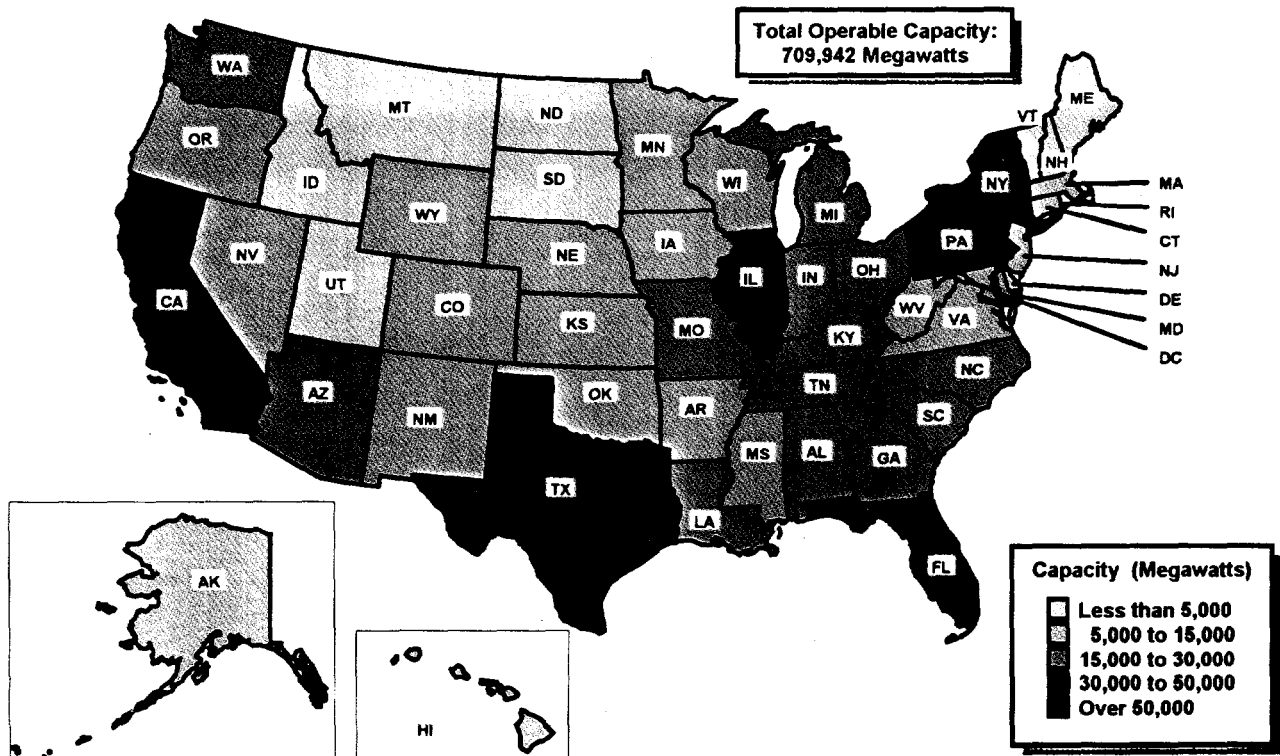 Total Operable Capacity:
709,942 Megawatts
WA
MT
ND
MN
OR
ID
SD
WI
MI
WY
NV
UT
CO
NE
IA
IL
IN
OH
PA
NY
VT
NH
ME
MA
RI
CT
NJ
DE
MD
DC
CA
KS
MO
KY
WV
VA
AZ
NM
OK
AR
TN
NC
SC
MS
AL
GA
TX
LA
FL
AK
HI
Capacity (Megawatts)
Less than 5,000
5,000 to 15,000
15,000 to 30,000
30,000 to 50,000
Over 50,000